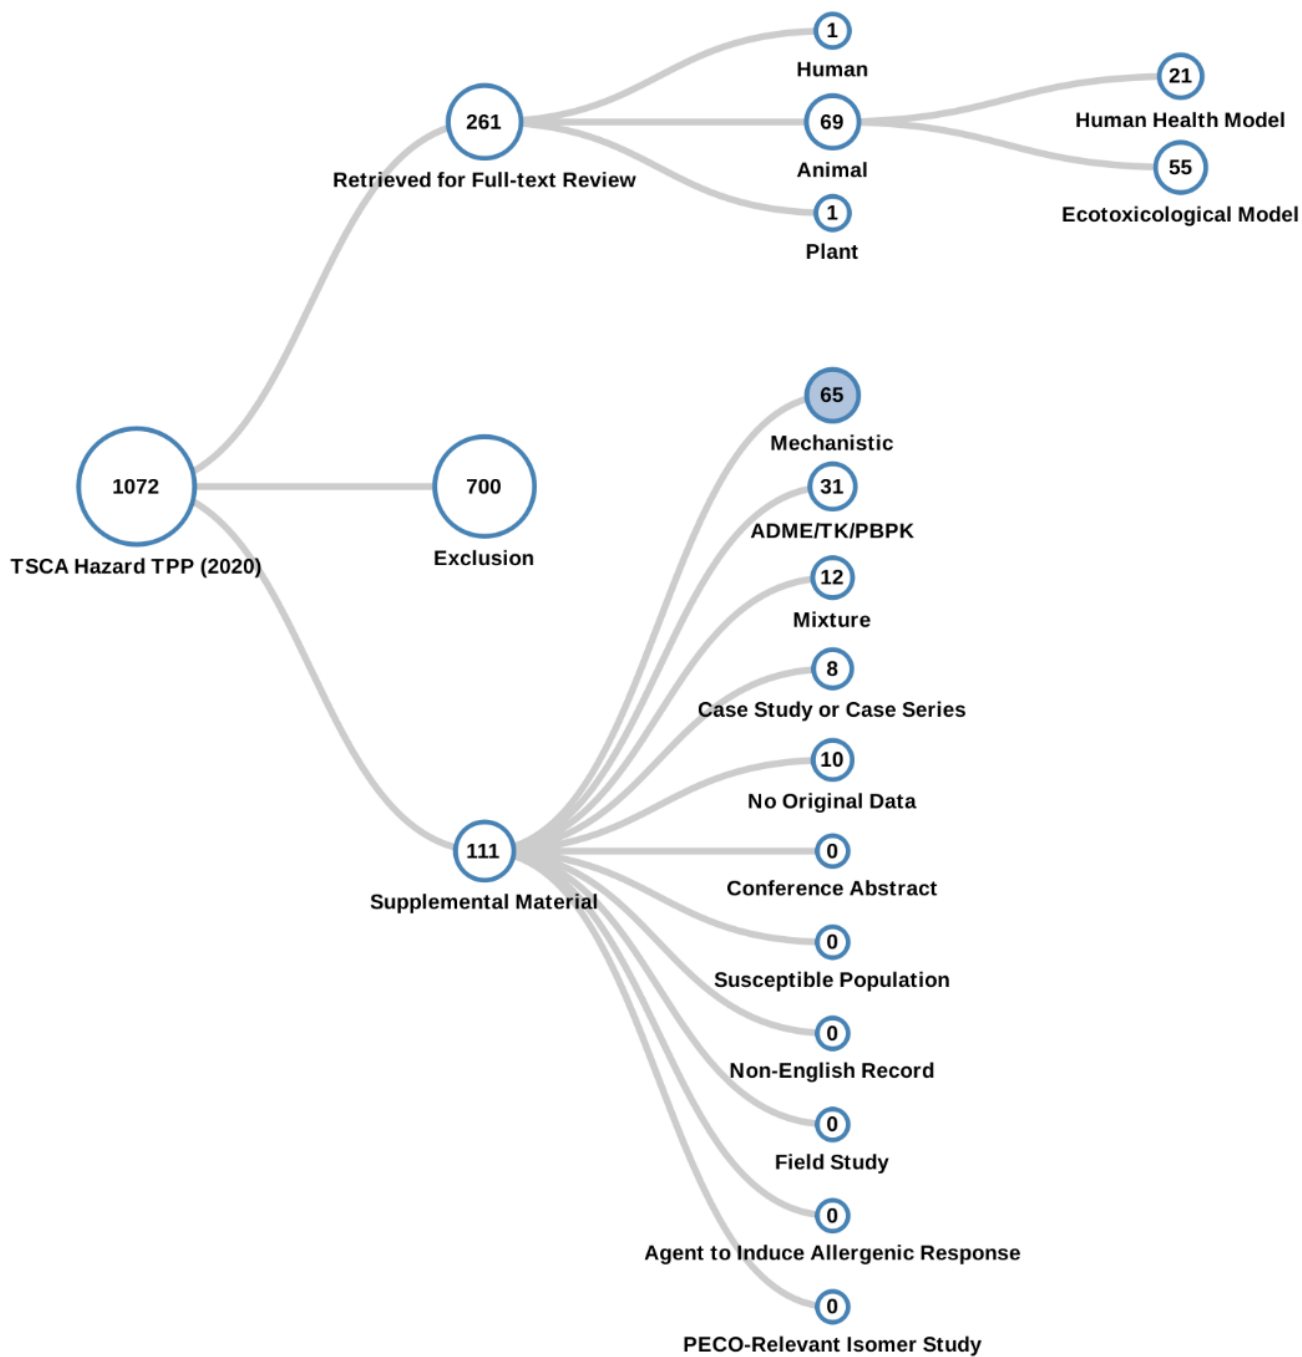 1
Human
261
Retrieved for Full-text Review
69
Animal
21
Human Health Model
55
Ecotoxicological Model
1
Plant
1072
TSCA Hazard TPP (2020)
700
Exclusion
111
Supplemental Material
65
Mechanistic
31
ADME/TK/PBPK
12
Mixture
8
Case Study or Case Series
10
No Original Data
0
Conference Abstract
0
Susceptible Population
0
Non-English Record
0
Field Study
0
Agent to Induce Allergenic Response
0
PECO-Relevant Isomer Study